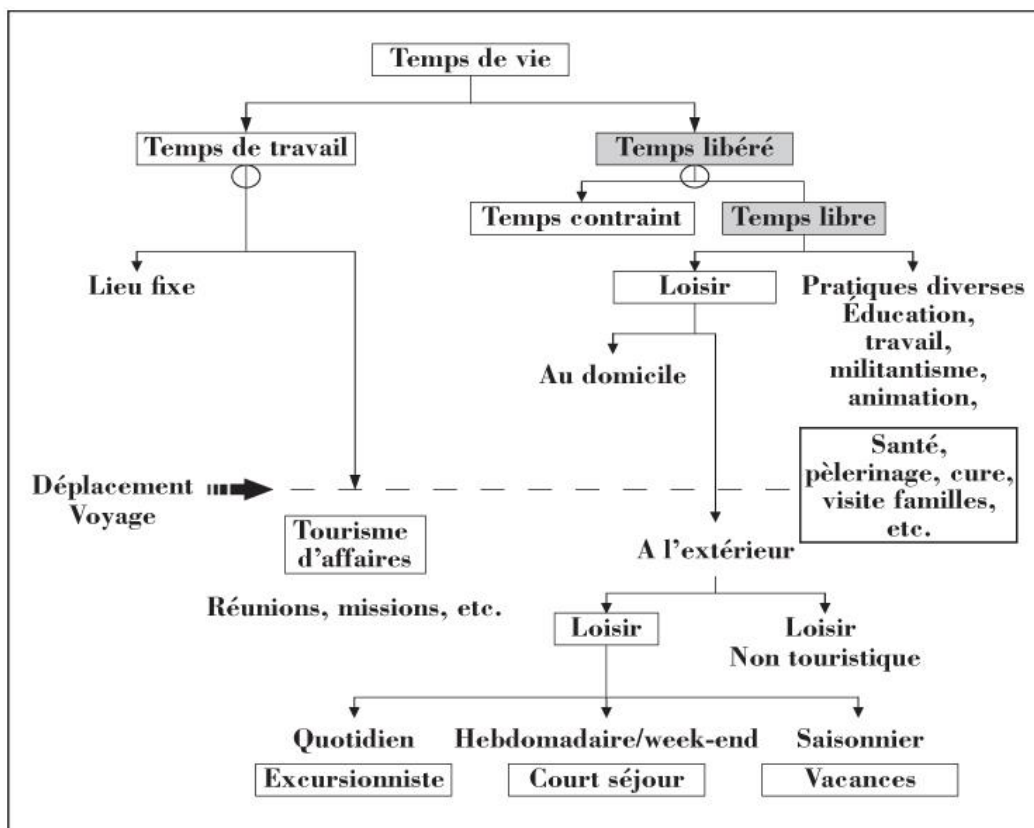 Temps de vie
Temps de travail
Temps libéré
Temps contraint
Temps libre
Lieu fixe
Loisir
Pratiques diverses
Éducation,
travail,
militantisme,
animation,
Au domicile
Santé,
pèlerinage, cure,
visite familles,
etc.
Déplacement
Voyage
Tourisme
d'affaires
A l'extérieur
Réunions, missions, etc.
Loisir
Loisir
Non touristique
Quotidien
Hebdomadaire/week-end
Saisonnier
Excursionniste
Court séjour
Vacances